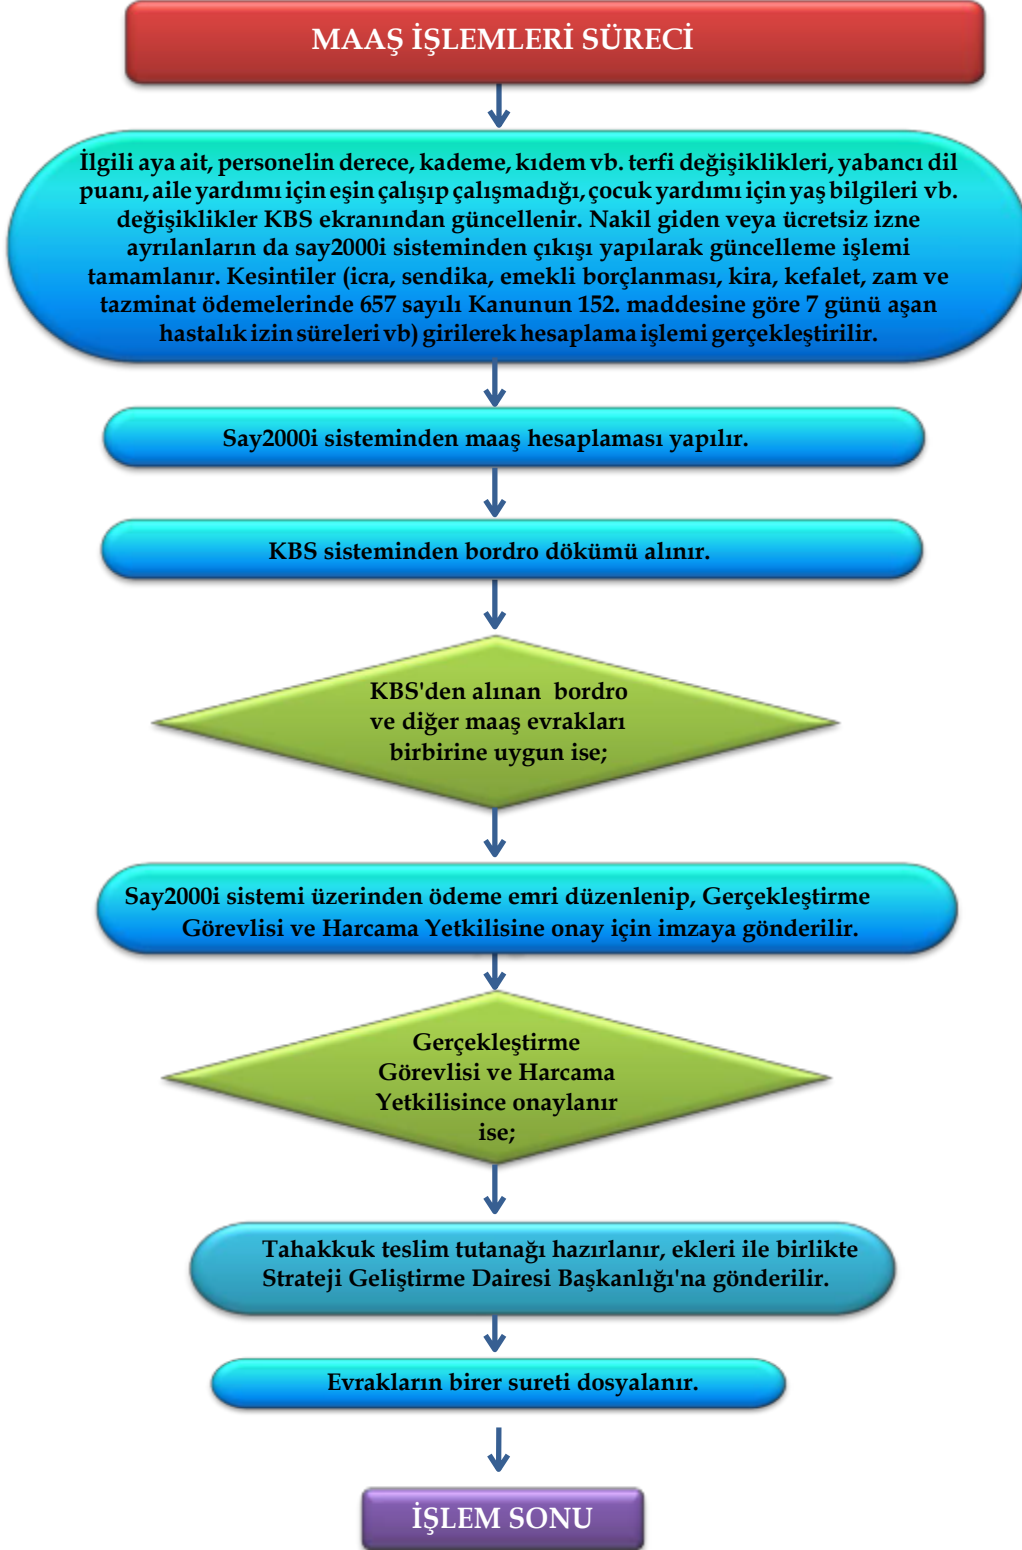 MAAŞ İŞLEMLERİ SÜRECİ
İlgili aya ait, personelin derece, kademe, kıdem vb. terfi değişiklikleri, yabancı dil
puanı, aile yardımı için eşin çalışıp çalışmadığı, çocuk yardımı için yaş bilgileri vb.
değişiklikler KBS ekranından güncellenir. Nakil giden veya ücretsiz izne
ayrılanların da say2000i sisteminden çıkışı yapılarak güncelleme işlemi
tamamlanır. Kesintiler (icra, sendika, emekli borçlanması, kira, kefalet, zam ve
tazminat ödemelerinde 657 sayılı Kanunun 152. maddesine göre 7 günü aşan
hastalık izin süreleri vb) girilerek hesaplama işlemi gerçekleştirilir.
Say2000i sisteminden maaş hesaplaması yapılır.
KBS sisteminden bordro dökümü alınır.
KBS'den alınan bordro
ve diğer maaş evrakları
birbirine uygun ise;
Say2000i sistemi üzerinden ödeme emri düzenlenip, Gerçekleştirme
Görevlisi ve Harcama Yetkilisine onay için imzaya gönderilir.
Gerçekleştirme
Görevlisi ve Harcama
Yetkilisince onaylanır
ise;
Tahakkuk teslim tutanağı hazırlanır, ekleri ile birlikte
Strateji Geliştirme Dairesi Başkanlığı'na gönderilir.
Evrakların birer sureti dosyalanır.
İŞLEM SONU